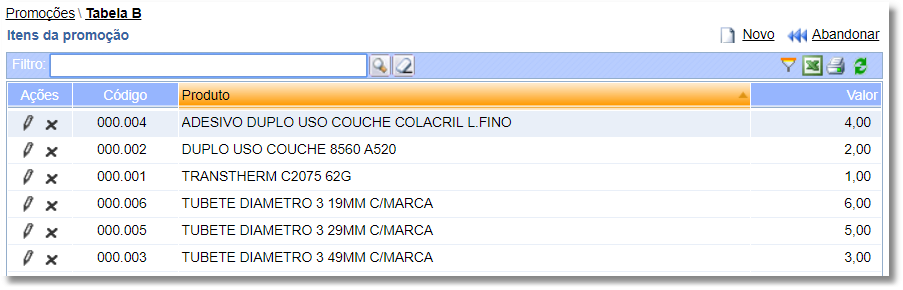 Promoções \ Tabela B
Itens da promoção Novo Abandonar
Filtro:
Ações Código Produto Valor
000.004 ADESIVO DUPLO USO COUCHE COLACRIL L.FINO 4,00
000.002 DUPLO USO COUCHE 8560 A520 2,00
000.001 TRANSTHERM C2075 62G 1,00
000.006 TUBETE DIAMETRO 3 19MM C/MARCA 6,00
000.005 TUBETE DIAMETRO 3 29MM C/MARCA 5,00
000.003 TUBETE DIAMETRO 3 49MM C/MARCA 3,00